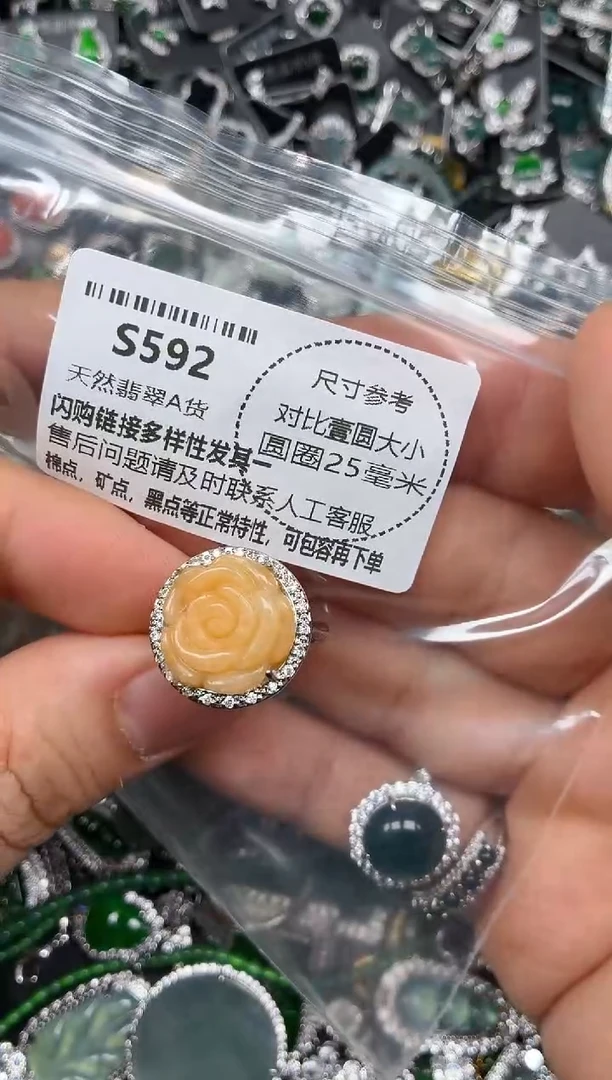 S592
天然翡翠A货
闪购链接多样性发其一
售后问题请及时联系人工客服
棉点，矿点，黑点等正常特性，可包容再下单
尺寸参考
对比壹圆大小
圆圈25毫米